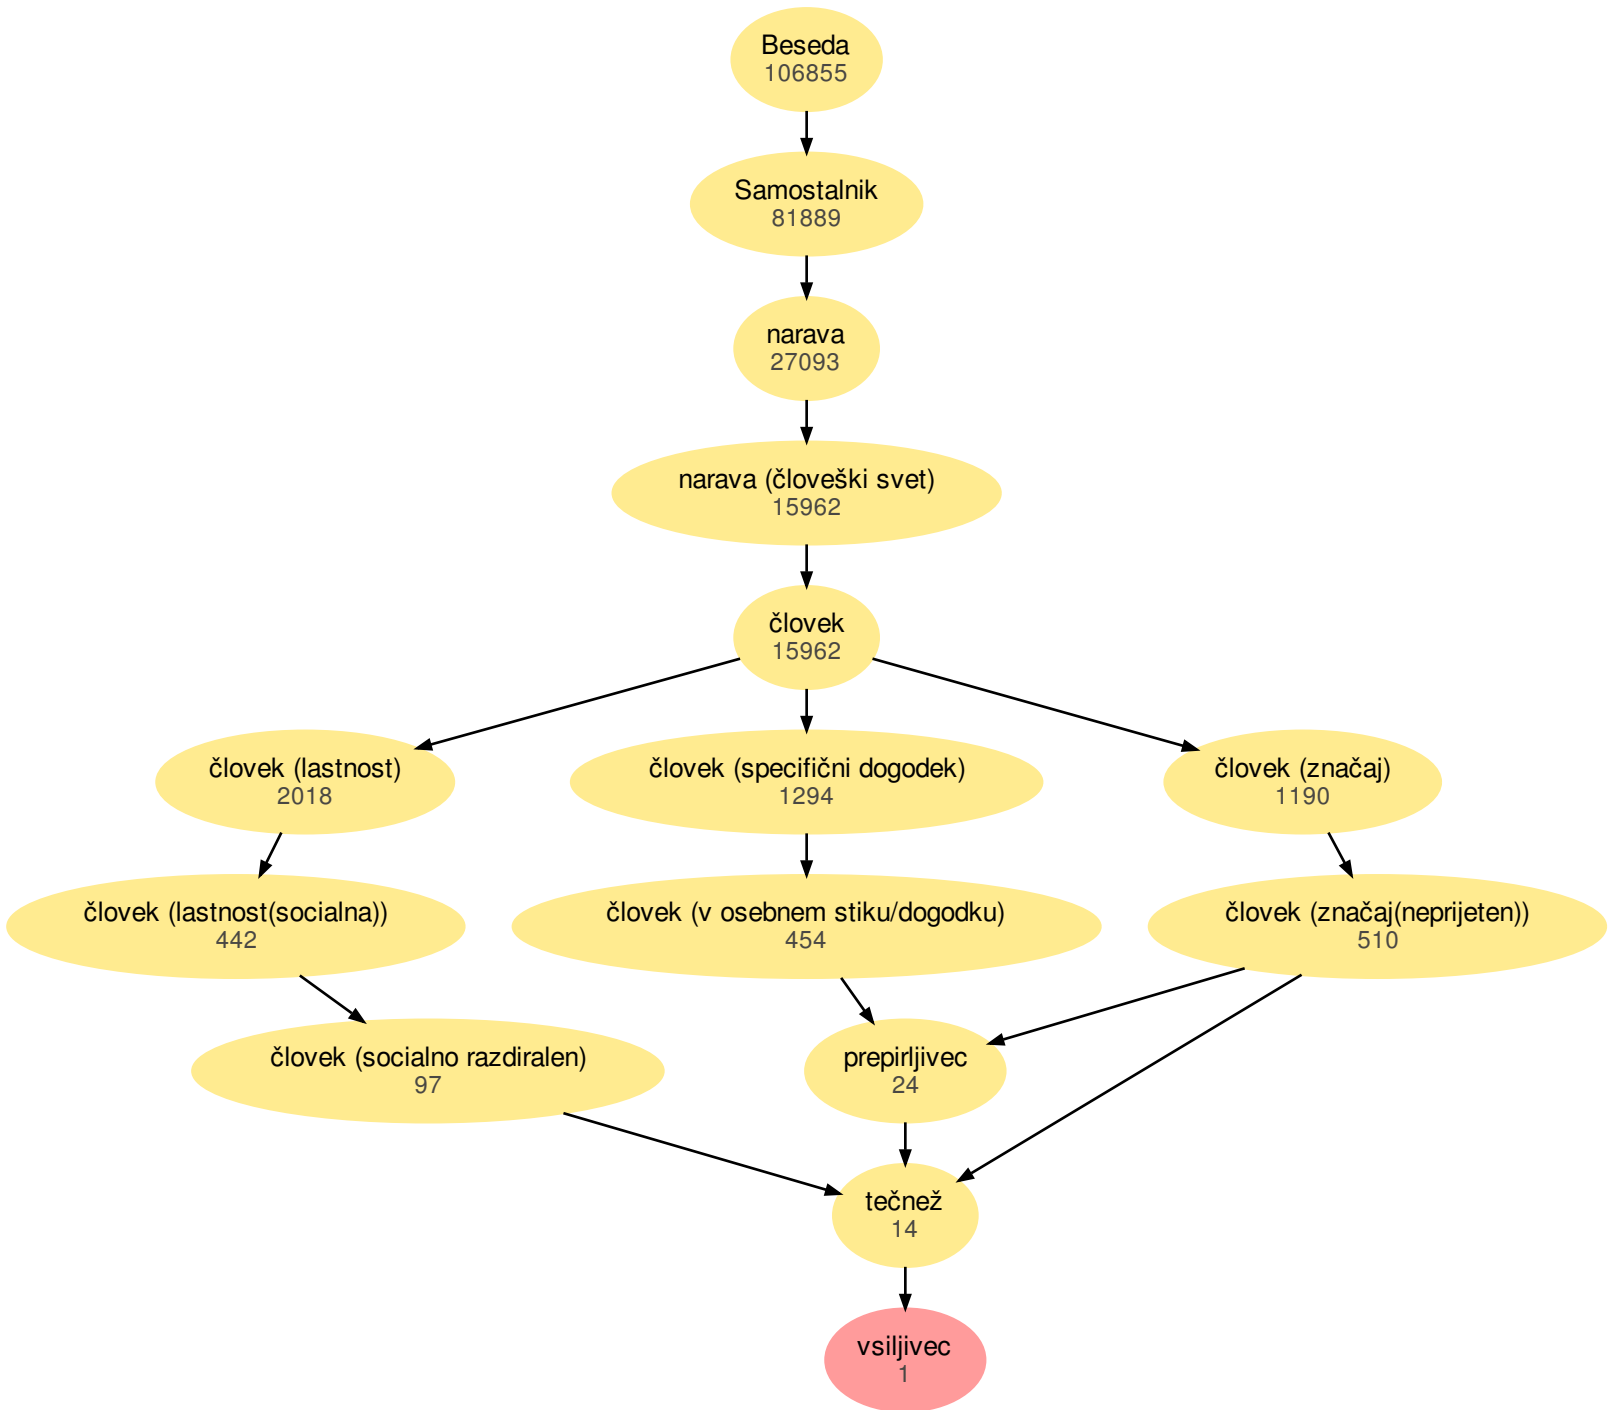 Beseda
106855
Samostalnik
81889
narava
27093
narava (človeški svet)
15962
človek
15962
človek (lastnost)
2018
človek (specifični dogodek)
1294
človek (značaj)
1190
človek (lastnost(socialna))
442
človek (v osebnem stiku/dogodku)
454
človek (značaj(neprijeten))
510
človek (socialno razdiralen)
97
prepirljivec
24
tečnež
14
vsiljivec
1